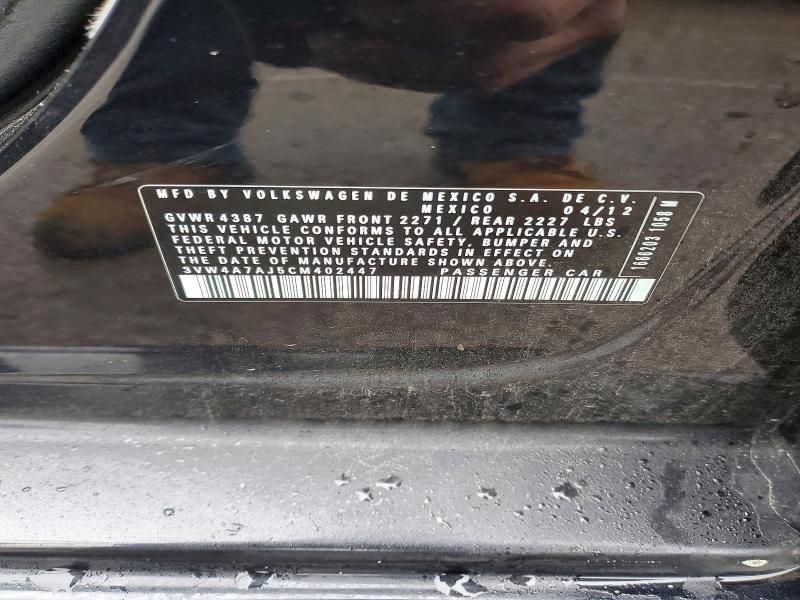 MFD BY VOLKSWAGEN DE MEXICO S.A. DE C.V.
MEXICO 04/12
GVWR 4387 GAWR FRONT 2271 / REAR 2227 LBS
THIS VEHICLE CONFORMS TO ALL APPLICABLE U.S.
FEDERAL MOTOR VEHICLE SAFETY, BUMPER AND
THEFT PREVENTION STANDARDS IN EFFECT ON
THE DATE OF MANUFACTURE SHOWN ABOVE.
3VW4A7AJ5CM402447 PASSENGER CAR
1666203 1058 M